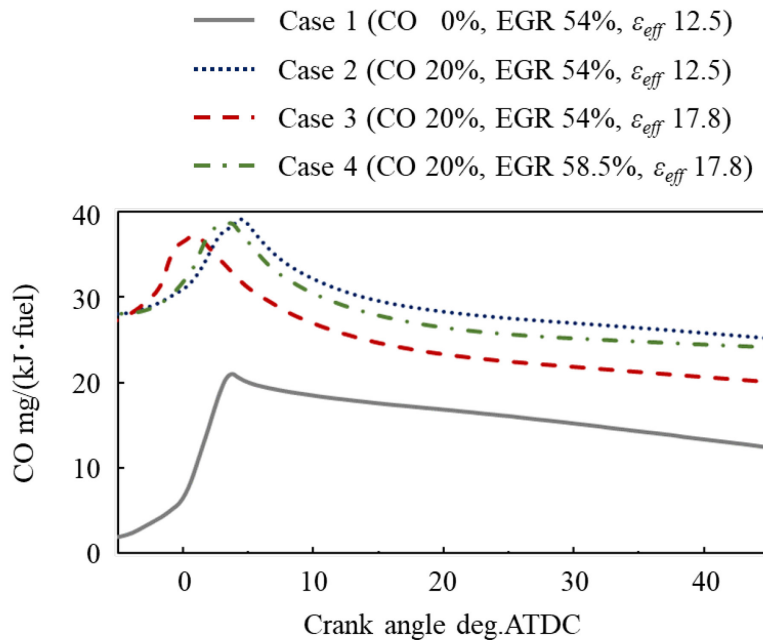 Case 1 (CO 0%, EGR 54%, εeff 12.5)
Case 2 (CO 20%, EGR 54%, εeff 12.5)
Case 3 (CO 20%, EGR 54%, εeff 17.8)
Case 4 (CO 20%, EGR 58.5%, εeff 17.8)
40
30
20
10
0
CO mg/(kJ·fuel)
0 10 20 30 40
Crank angle deg.ATDC